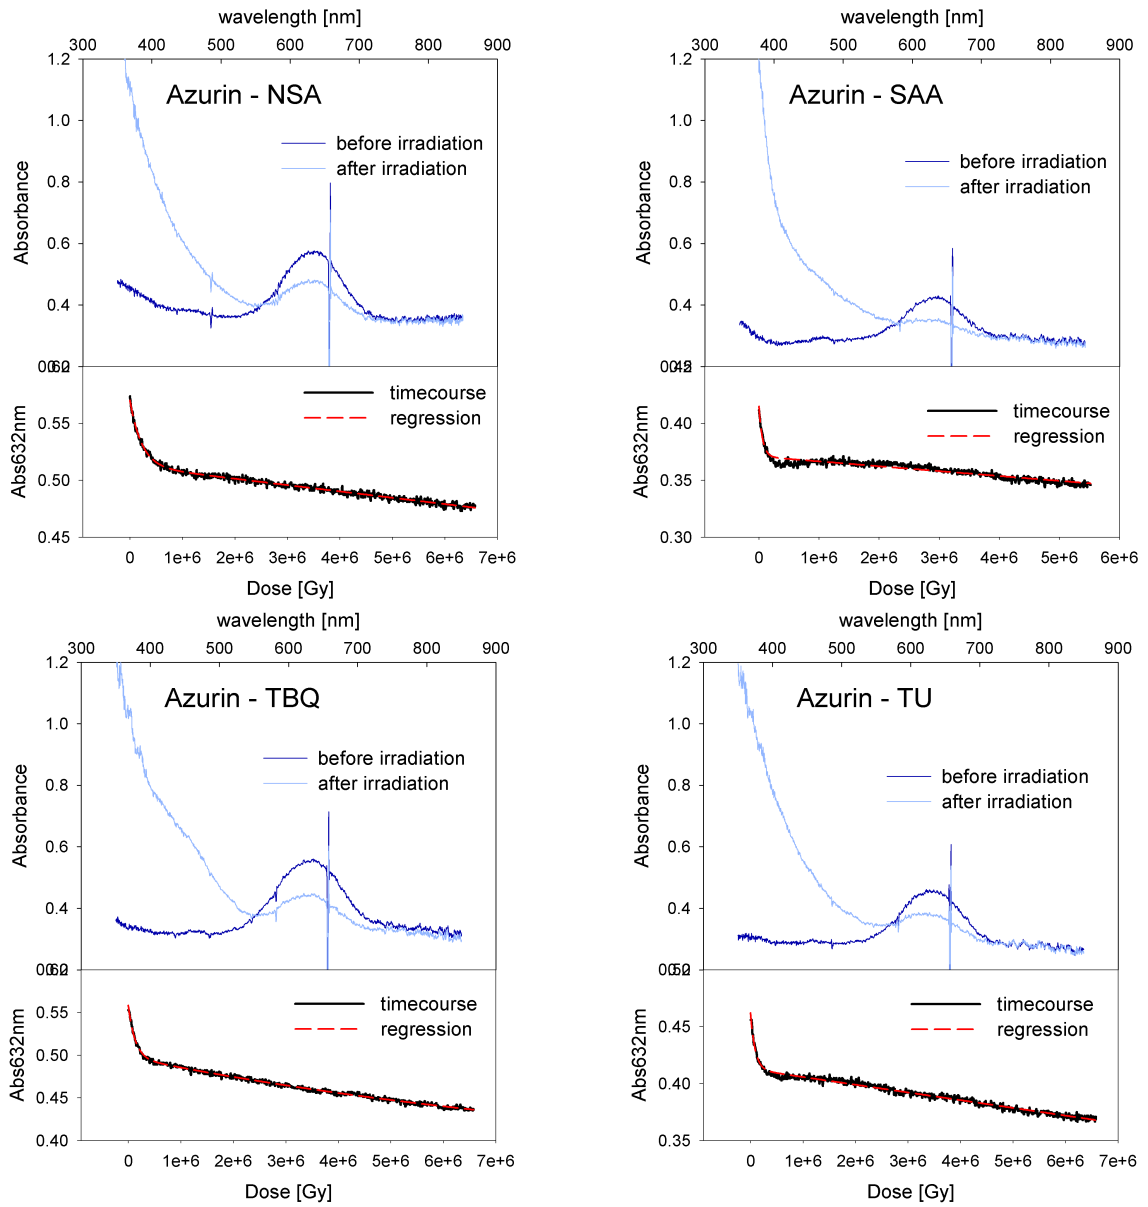 wavelength [nm]
300 400 500 600 700 800 900
1.2
Azurin - NSA
1.0
before irradiation
after irradiation
0.8
0.6
0.4
Absorbance
timecourse
regression
0.55
0.50
0.45
Abs632nm
0 1e+6 2e+6 3e+6 4e+6 5e+6 6e+6 7e+6
Dose [Gy]
wavelength [nm]
300 400 500 600 700 800 900
1.2
Azurin - SAA
1.0
before irradiation
after irradiation
0.8
0.6
0.4
Absorbance
timecourse
regression
0.40
0.35
0.30
Abs632nm
0 1e+6 2e+6 3e+6 4e+6 5e+6 6e+6
Dose [Gy]
wavelength [nm]
300 400 500 600 700 800 900
1.2
Azurin - TBQ
1.0
before irradiation
after irradiation
0.8
0.6
0.4
Absorbance
timecourse
regression
0.55
0.50
0.45
0.40
Abs632nm
0 1e+6 2e+6 3e+6 4e+6 5e+6 6e+6 7e+6
Dose [Gy]
wavelength [nm]
300 400 500 600 700 800 900
1.2
Azurin - TU
1.0
before irradiation
after irradiation
0.8
0.6
0.4
Absorbance
timecourse
regression
0.45
0.40
0.35
Abs632nm
0 1e+6 2e+6 3e+6 4e+6 5e+6 6e+6 7e+6
Dose [Gy]